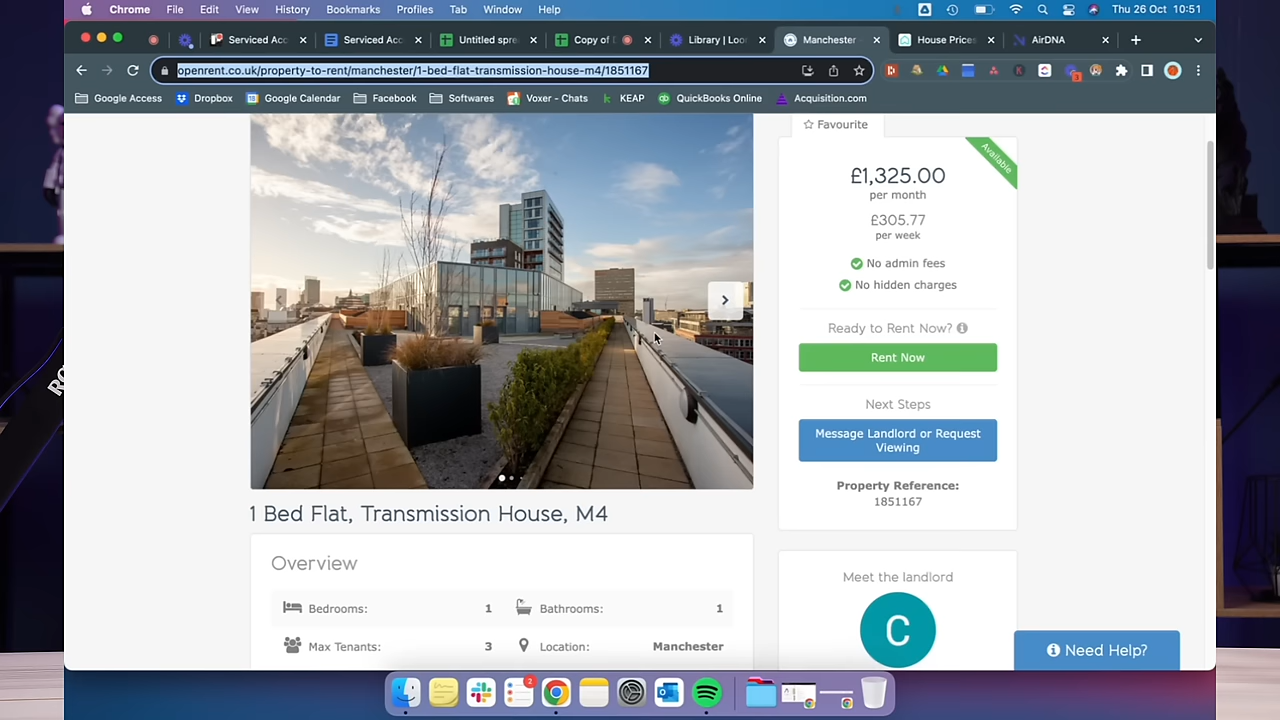 Chrome File Edit View History Bookmarks Profiles Tab Window Help Thu 26 Oct 10:51
Serviced Acc Serviced Acc Untitled spre Copy of Library | Loo Manchester House Prices AirDNA
openrent.co.uk/property-to-rent/manchester/1-bed-flat-transmission-house-m4/1851167
Google Access Dropbox Google Calendar Facebook Softwares Voxer - Chats KEAP QuickBooks Online Acquisition.com
Favourite
Available
£1,325.00
per month
£305.77
per week
No admin fees
No hidden charges
Ready to Rent Now?
Rent Now
Next Steps
Message Landlord or Request
Viewing
Property Reference:
1851167
1 Bed Flat, Transmission House, M4
Overview
Bedrooms: 1 Bathrooms: 1
Max Tenants: 3 Location: Manchester
Meet the landlord
C
Need Help?
2